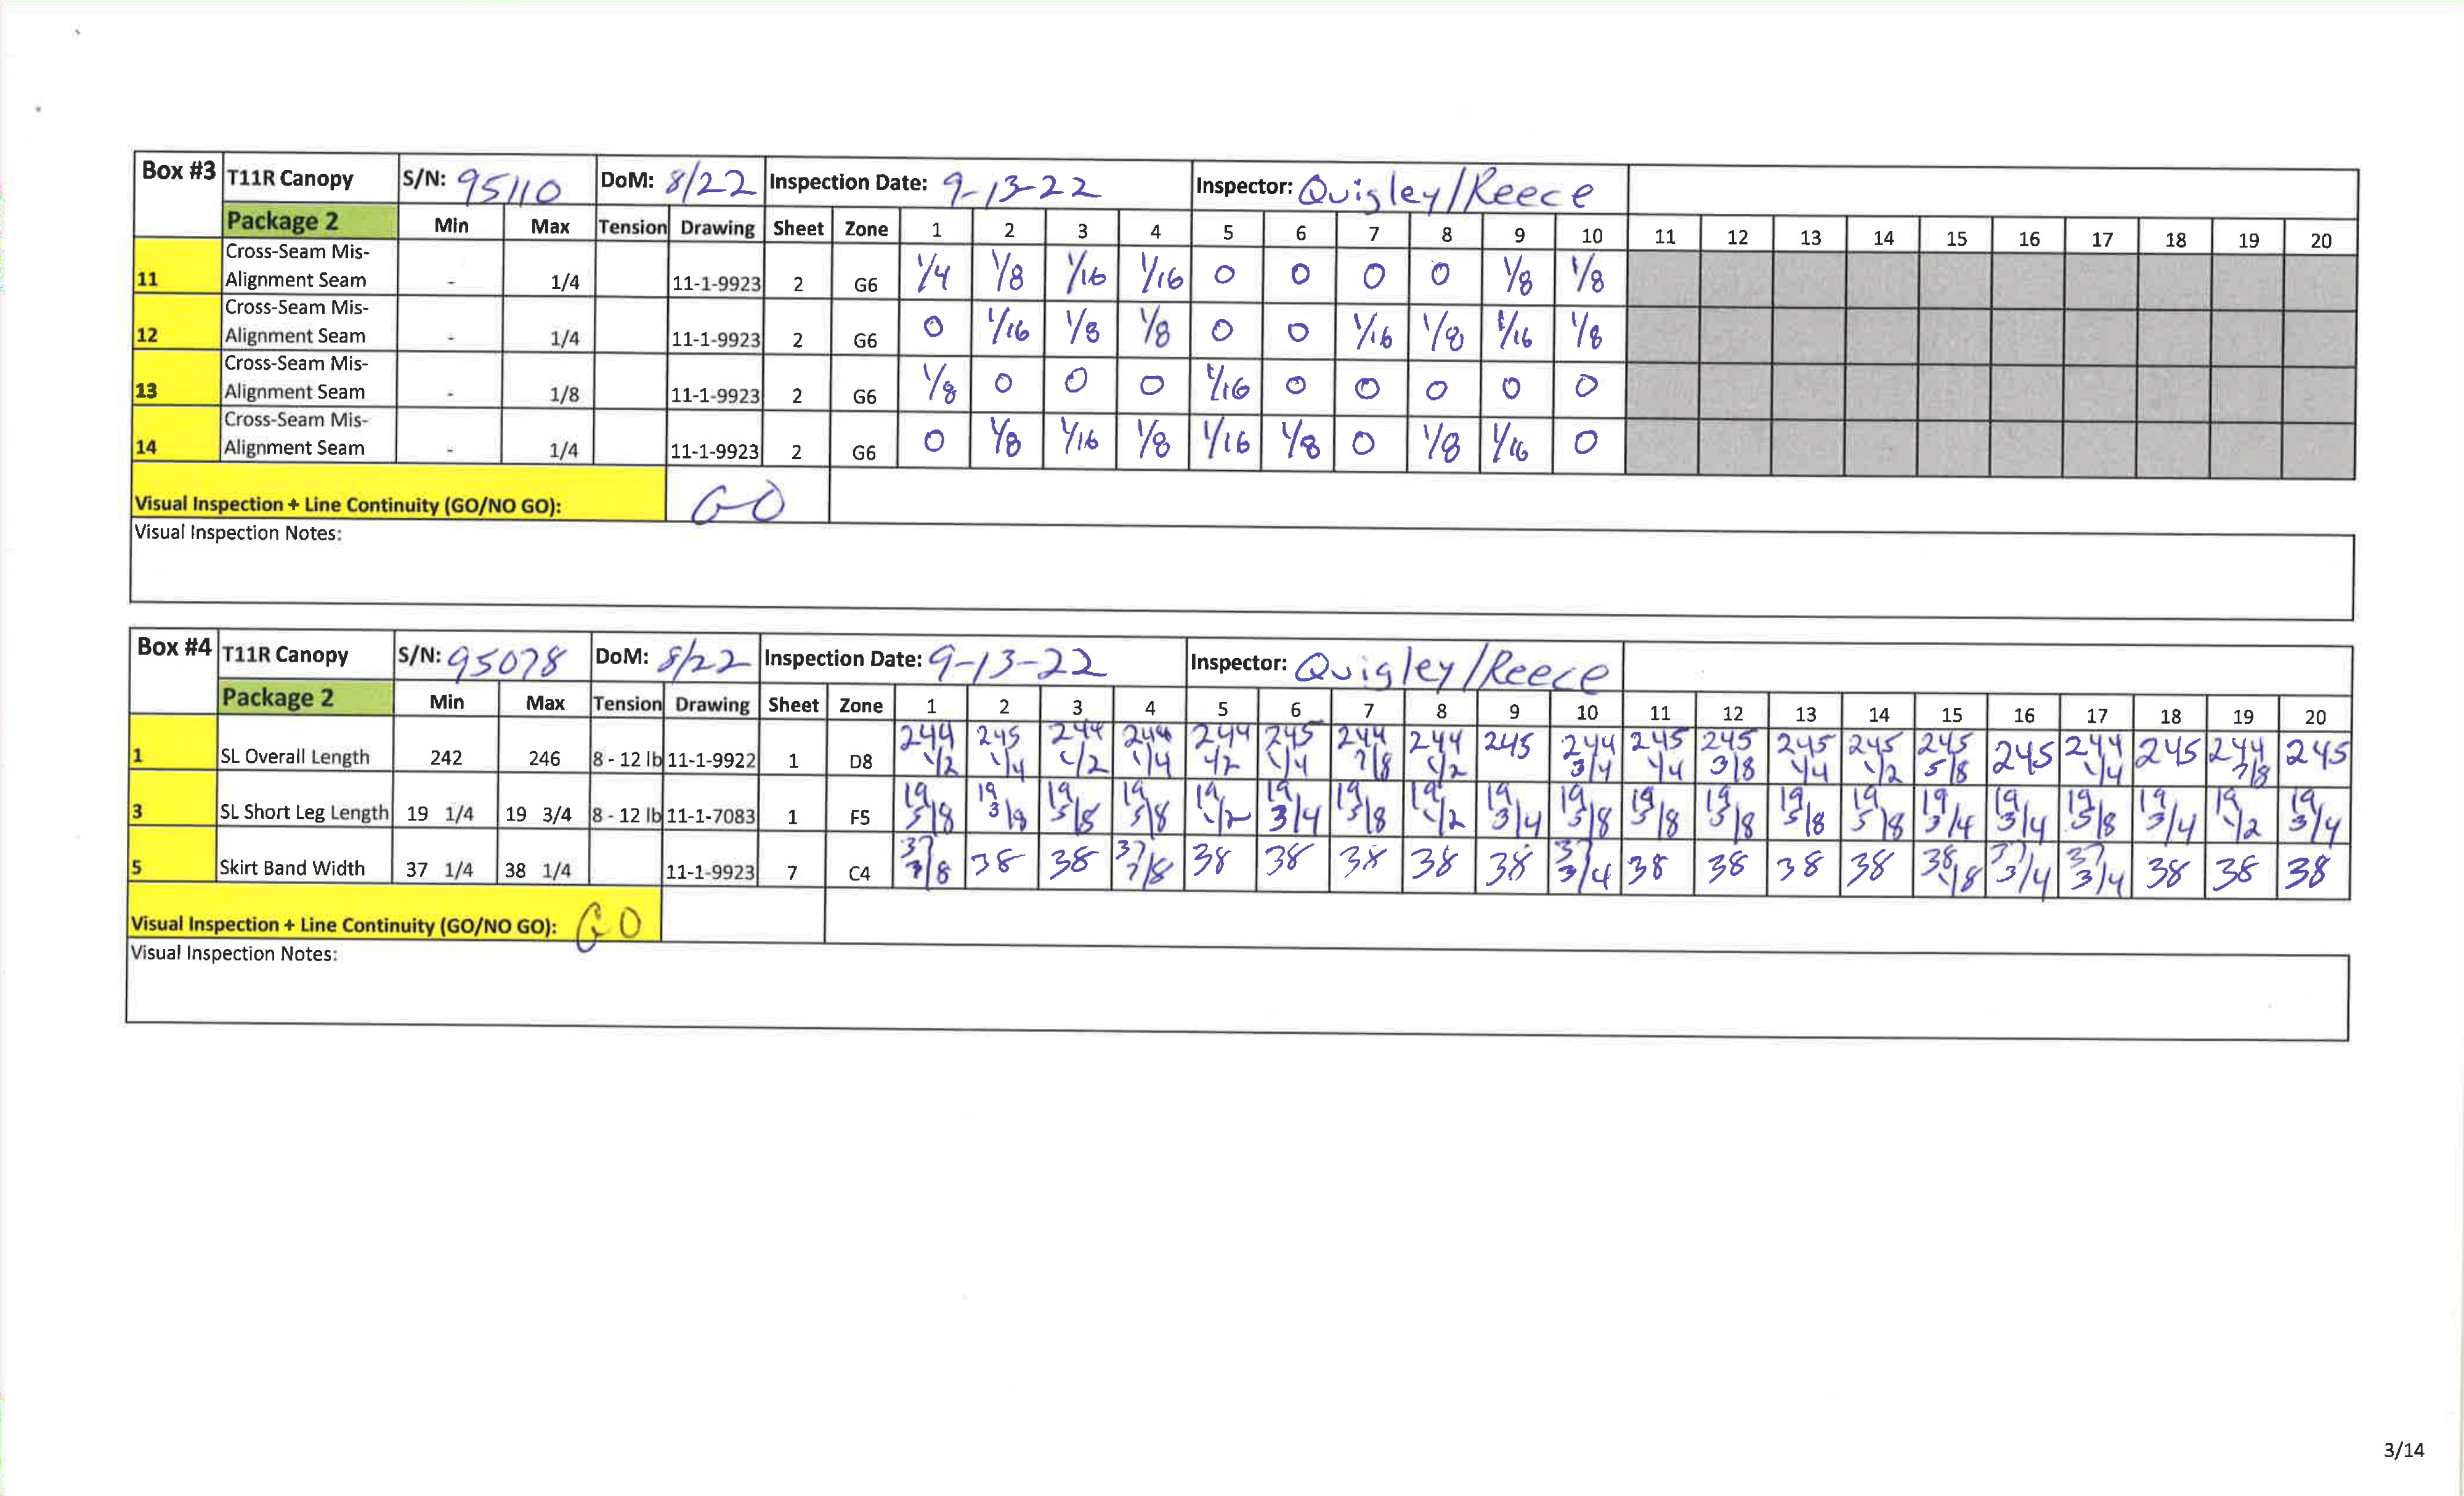 Box #3 T11R Canopy S/N: 95110 DoM: 8/22 Inspection Date: 9-13-22 Inspector: Quigley/Reece
Package 2 Min Max Tension Drawing Sheet Zone 1 2 3 4 5 6 7 8 9 10 11 12 13 14 15 16 17 18 19 20
Cross-Seam Mis-
11 Alignment Seam - 1/4 11-1-9923 2 G6 1/4 1/8 1/16 1/16 0 0 0 0 1/8 1/8
Cross-Seam Mis-
12 Alignment Seam - 1/4 11-1-9923 2 G6 0 1/16 1/8 1/8 0 0 1/16 1/8 1/16 1/8
Cross-Seam Mis-
13 Alignment Seam - 1/8 11-1-9923 2 G6 1/8 0 0 0 1/16 0 0 0 0 0
Cross-Seam Mis-
14 Alignment Seam - 1/4 11-1-9923 2 G6 0 1/8 1/16 1/8 1/16 1/8 0 1/8 1/16 0
Visual Inspection + Line Continuity (GO/NO GO): GO
Visual Inspection Notes:
Box #4 T11R Canopy S/N: 95078 DoM: 8/22 Inspection Date: 9-13-22 Inspector: Quigley/Reece
Package 2 Min Max Tension Drawing Sheet Zone 1 2 3 4 5 6 7 8 9 10 11 12 13 14 15 16 17 18 19 20
1 SL Overall Length 242 246 8 - 12 lb 11-1-9922 1 D8 244 1/2 245 1/4 244 1/2 244 1/4 244 1/2 245 1/4 244 7/8 244 1/2 245 244 3/4 245 1/4 245 3/8 245 1/4 245 1/2 245 5/8 245 244 1/4 245 244 7/8 245
3 SL Short Leg Length 19 1/4 19 3/4 8 - 12 lb 11-1-7083 1 F5 19 5/8 19 3/8 19 5/8 19 5/8 19 1/2 19 3/4 19 5/8 19 1/2 19 3/4 19 5/8 19 5/8 19 5/8 19 5/8 19 5/8 19 3/4 19 3/4 19 5/8 19 3/4 19 1/2 19 3/4
5 Skirt Band Width 37 1/4 38 1/4 11-1-9923 7 C4 37 7/8 38 38 37 7/8 38 38 38 38 38 37 3/4 38 38 38 38 38 1/8 37 3/4 37 3/4 38 38 38
Visual Inspection + Line Continuity (GO/NO GO): GO
Visual Inspection Notes:
3/14